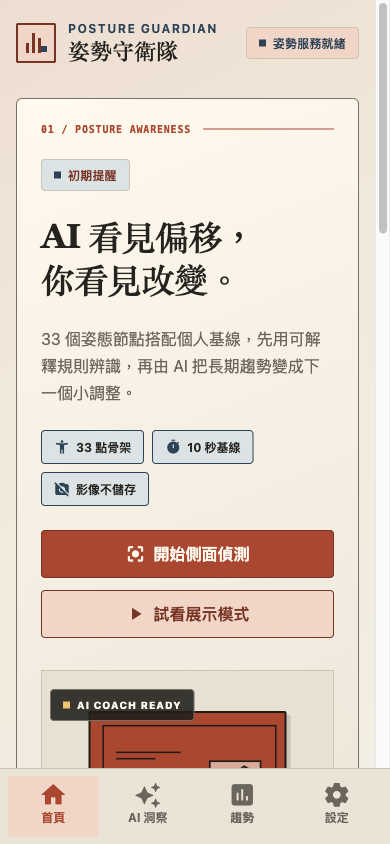 POSTURE GUARDIAN
姿勢守衛隊
姿勢服務就緒
01 / POSTURE AWARENESS
初期提醒
AI 看見偏移，
你看見改變。
33 個姿態節點搭配個人基線，先用可解
釋規則辨識，再由 AI 把長期趨勢變成下
一個小調整。
33 點骨架
10 秒基線
影像不儲存
開始側面偵測
試看展示模式
AI COACH READY
首頁
AI 洞察
趨勢
設定